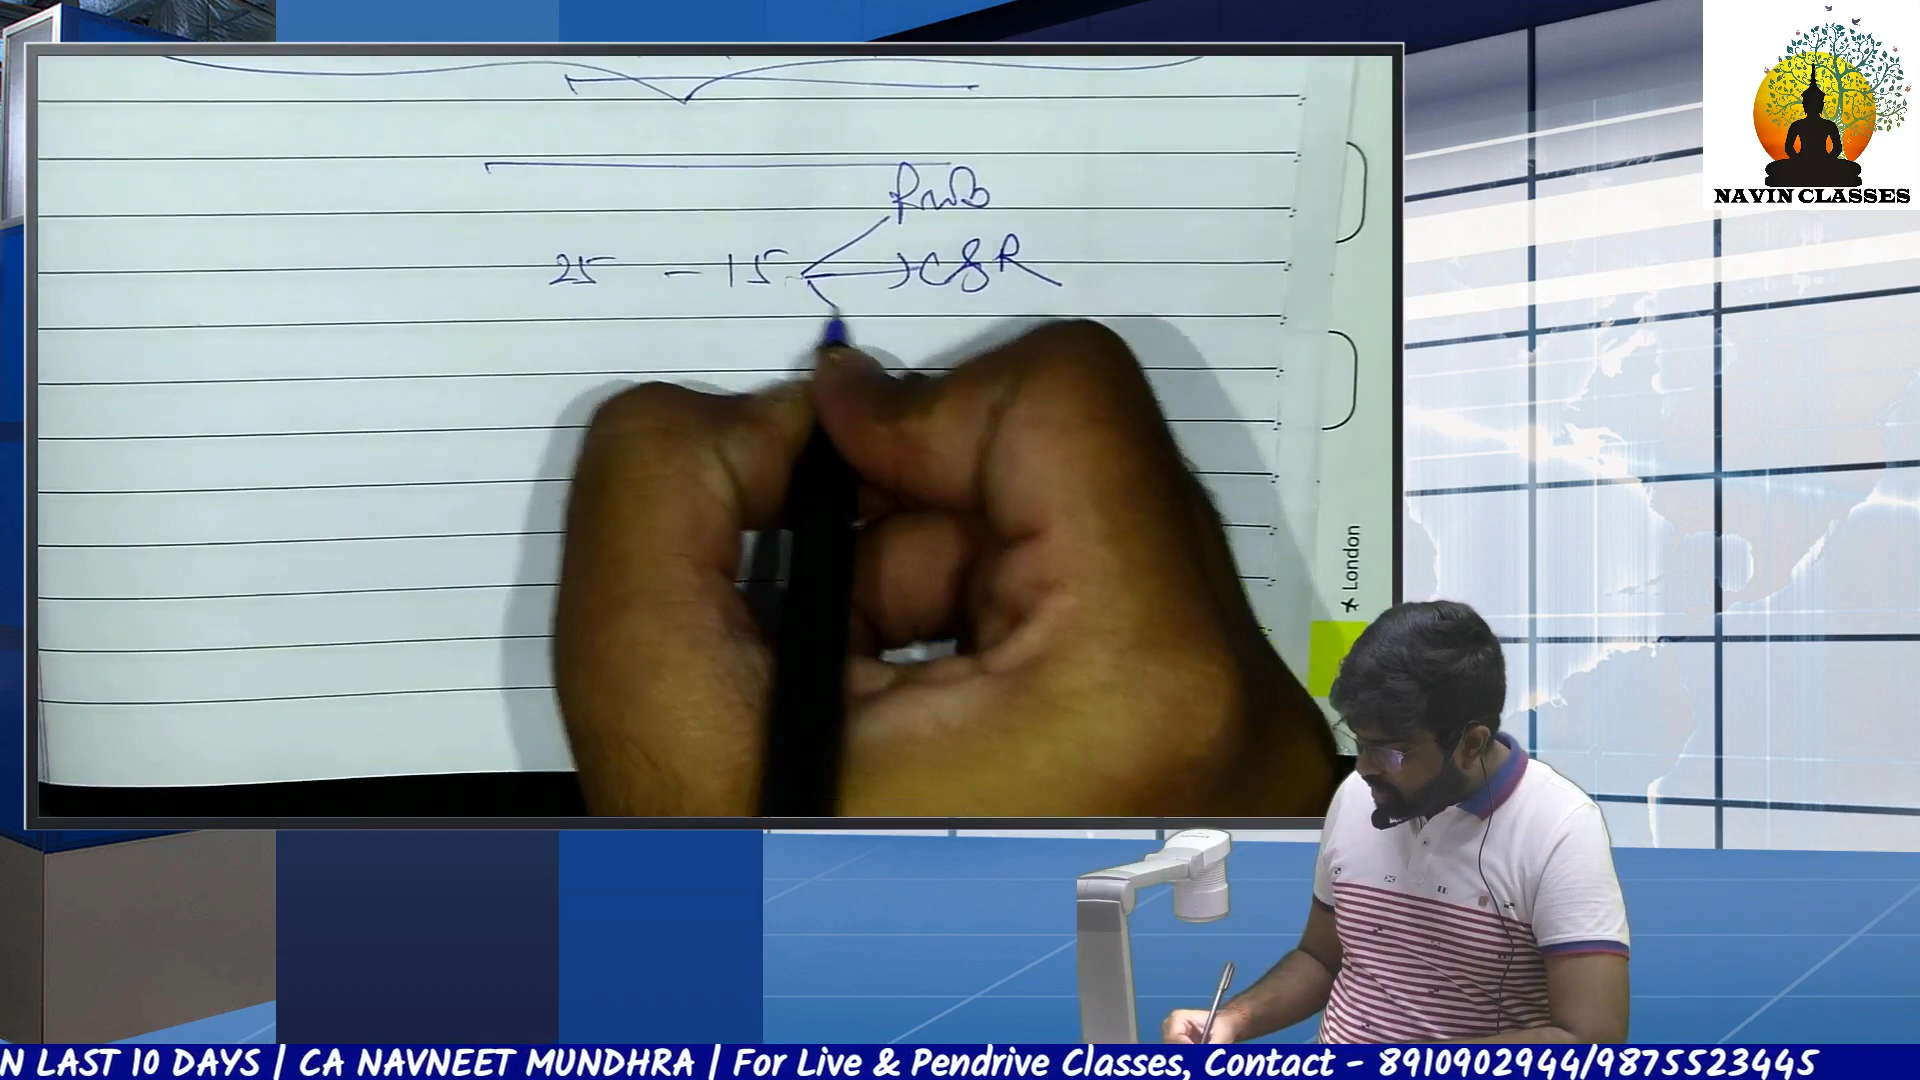 NAVIN CLASSES
25 - 15
CSR
London
N LAST 10 DAYS | CA NAVNEET MUNDHRA | For Live & Pendrive Classes, Contact - 8910902944/9875523445